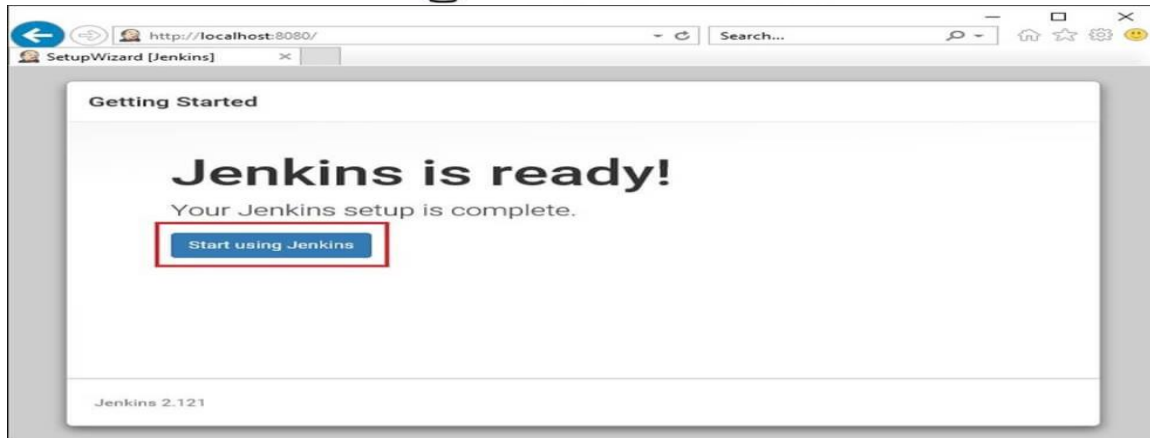 http://localhost:8080/
Search...
SetupWizard [Jenkins]
Getting Started
Jenkins is ready!
Your Jenkins setup is complete.
Start using Jenkins
Jenkins 2.121